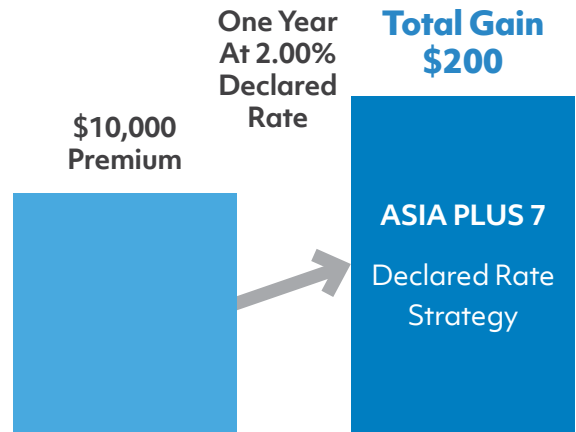 $10,000
Premium
One Year
At 2.00%
Declared
Rate
Total Gain
$200
ASIA PLUS 7
Declared Rate
Strategy